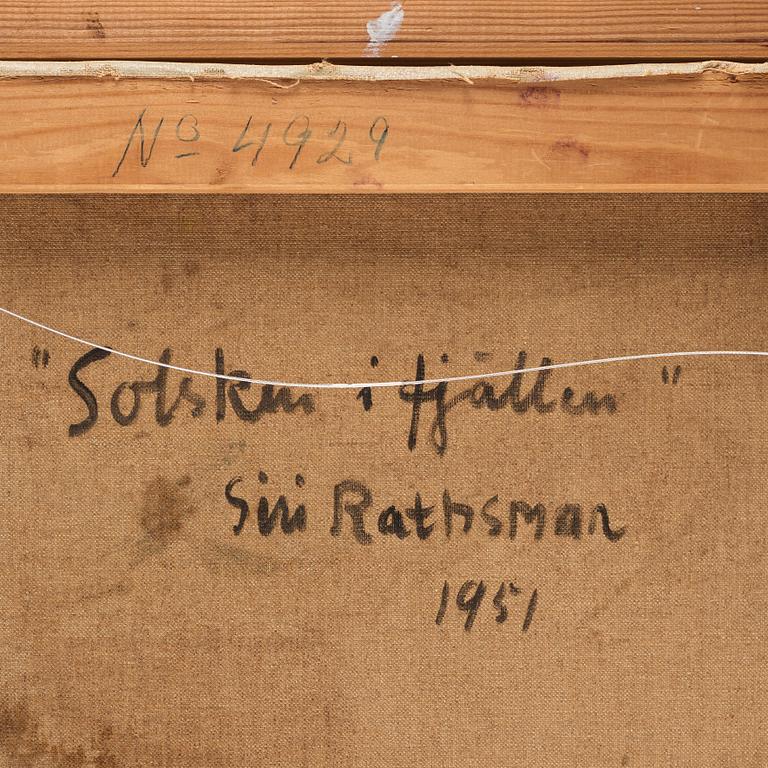 No 4929
"Solsken i fjällen"
Siri Rathsman
1951